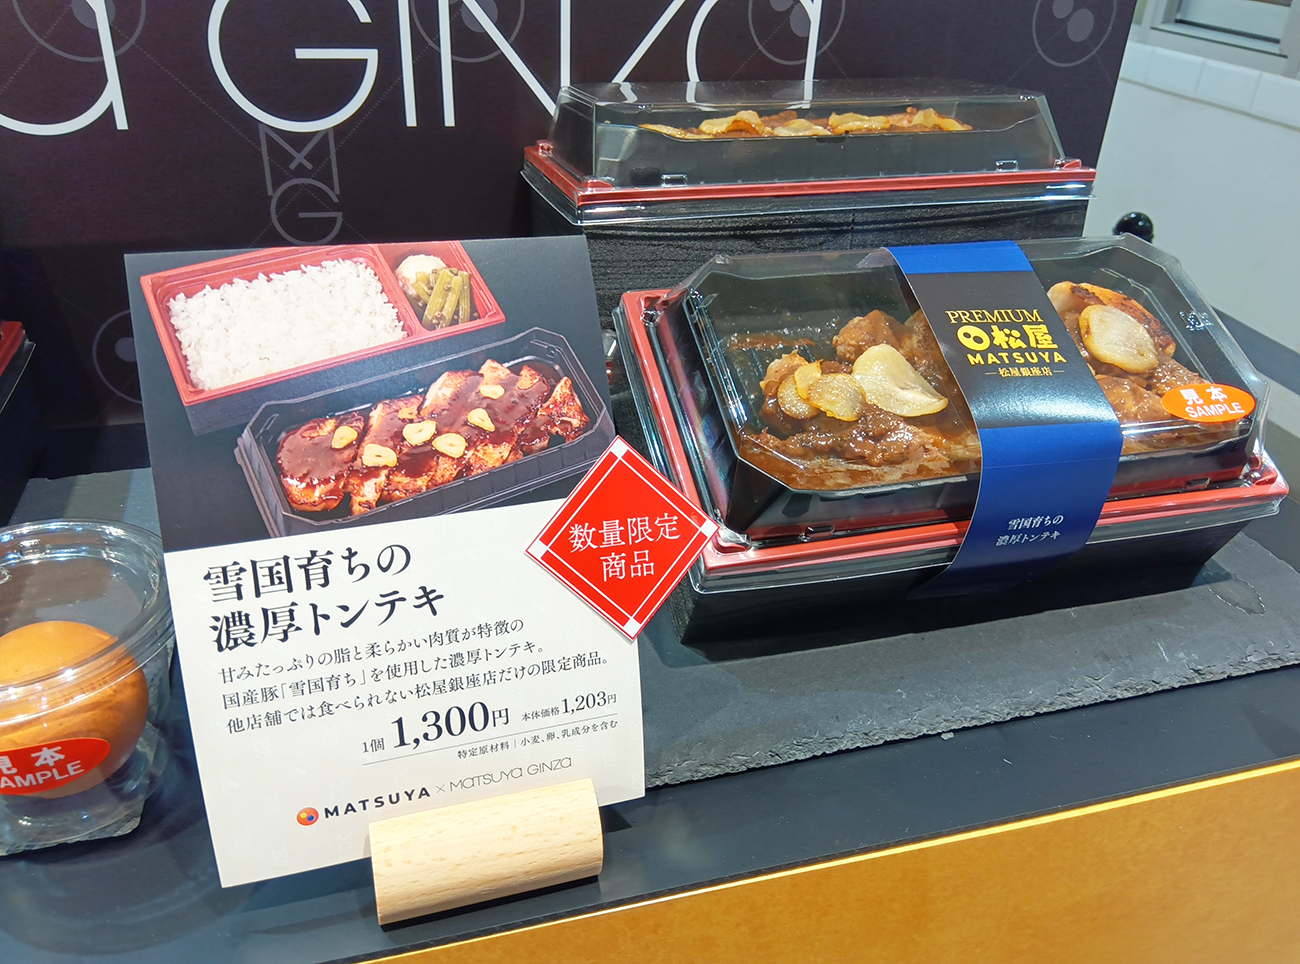 a GINZA
MG
雪国育ちの
濃厚トンテキ
甘みたっぷりの脂と柔らかい肉質が特徴の
国産豚「雪国育ち」を使用した濃厚トンテキ。
他店舗では食べられない松屋銀座店だけの限定商品。
1個 1,300円 本体価格1,203円
特定原材料｜小麦、卵、乳成分を含む
MATSUYA × MATSUYA GINZA
数量限定
商品
PREMIUM
松屋
MATSUYA
松屋銀座店
雪国育ちの
濃厚トンテキ
見本
SAMPLE
見本
SAMPLE